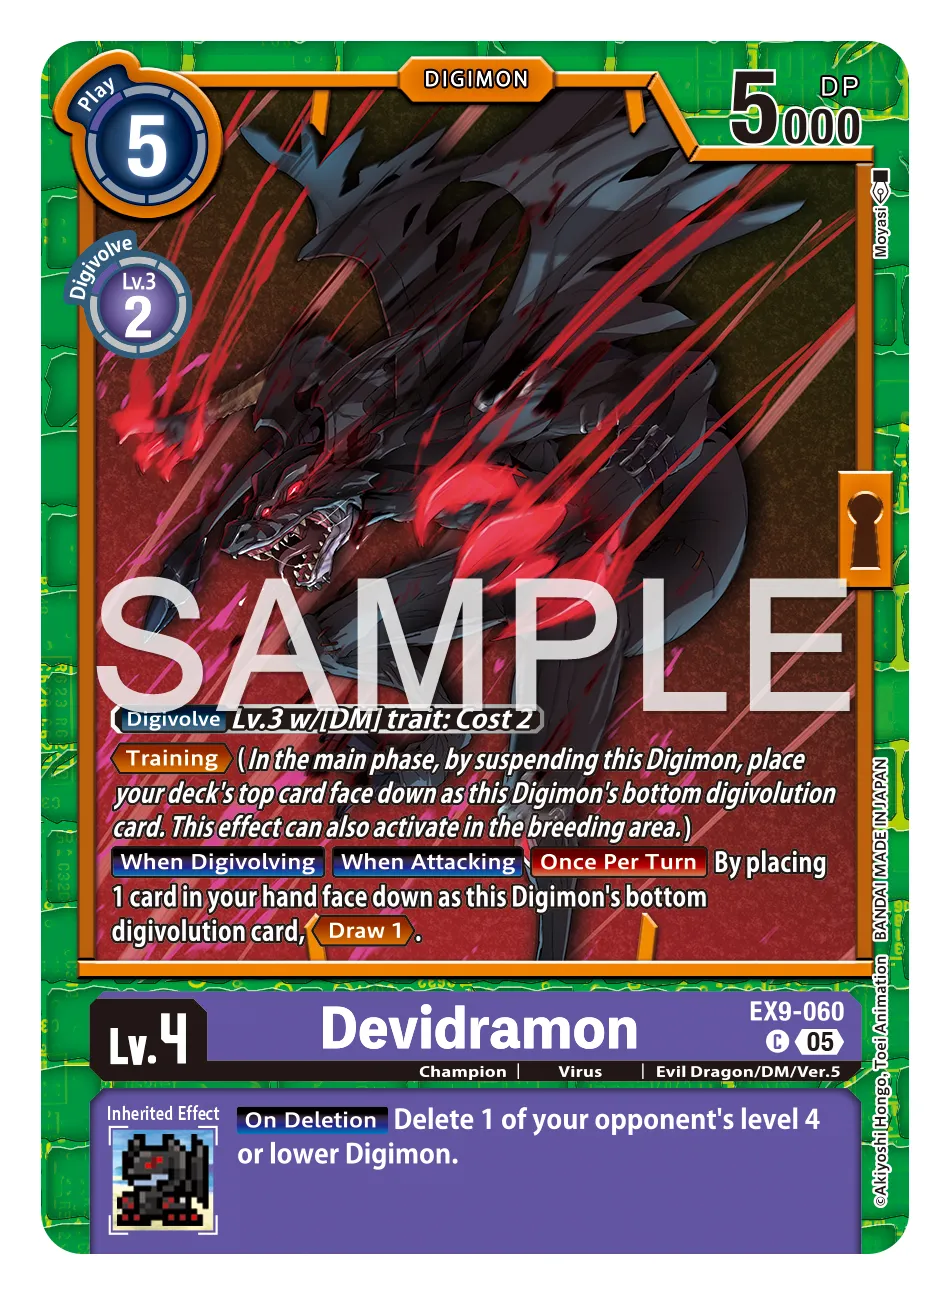 DIGIMON
Play
5
DP
5000
Moyasi
Digivolve
Lv.3
2
SAMPLE
Digivolve Lv.3 w/[DM] trait: Cost 2
Training (In the main phase, by suspending this Digimon, place
your deck's top card face down as this Digimon's bottom digivolution
card. This effect can also activate in the breeding area.)
When Digivolving When Attacking Once Per Turn By placing
1 card in your hand face down as this Digimon's bottom
digivolution card, Draw 1.
©Akiyoshi Hongo, Toei Animation BANDAI MADE IN JAPAN
Lv.4
Devidramon
EX9-060
C 05
Champion | Virus | Evil Dragon/DM/Ver.5
Inherited Effect
On Deletion Delete 1 of your opponent's level 4
or lower Digimon.